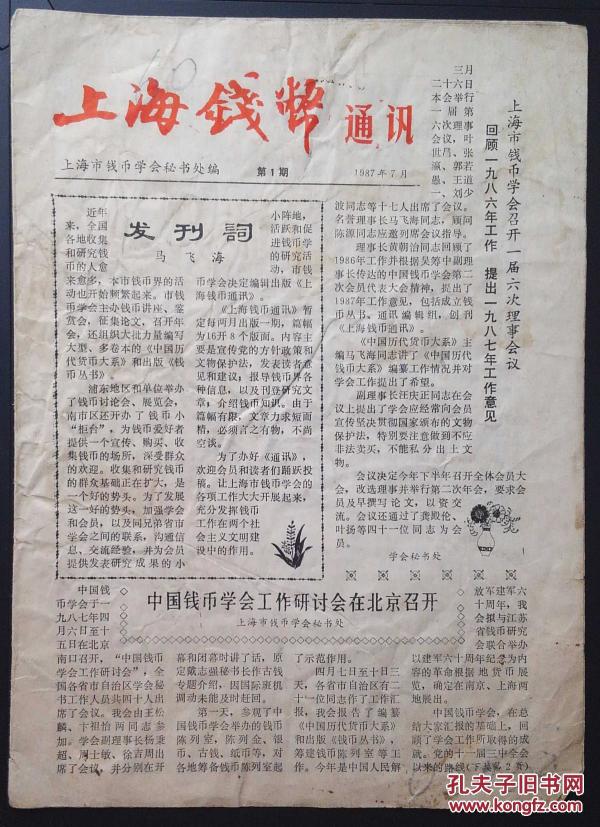 上海钱币通讯
上海市钱币学会秘书处编
第1期
1987年7月
上海市钱币学会召开一届六次理事会议
回顾一九八六年工作 提出一九八七年工作意见
三月
二十六日
本会举行
一届第
六次理事
会议，叶
世昌、张
瀛、郭若
愚、王道
一、刘少
波同志等十七人出席了会议。
名誉理事长马飞海同志，顾问
陈源同志应邀列席会议指导。
理事长黄朝治同志回顾了
1986年工作并根据吴筹中副理
事长传达的中国钱币学会第二
次会员代表大会精神，提出了
1987年工作意见，包括成立钱
币丛书、通讯编辑组，创刊
《上海钱币通讯》。
《中国历代货币大系》主
编马飞海同志讲了《中国历代
钱币大系》编纂工作情况并对
学会工作提出了希望。
副理事长汪庆正同志在会
议上提出了学会应经常向会员
宣传坚决贯彻国家颁布的文物
保护法，特别要注意做到不应
非法卖买，不能私分出土文
物。
会议决定今年下半年召开全体会员大
会，改选理事并举行第二次年会，要求会
员及早撰写论文，以资交
流。会议还通过了龚殿伦、
叶扬等四十一位同志为会
员。
学会秘书处
发刊词
马飞海
近年
来，全国
各地收集
和研究钱
币的人愈
来愈多，本市钱币界的活
动也开始频繁起来。市钱
币学会主办钱币讲座、鉴
赏会，征集论文，召开年
会，还组织大批力量编写
大型、多卷本的《中国历
代货币大系》和出版《钱
币丛书》。
浦东地区和单位举办
了钱币讨论会、展览会，
南市区还开办了钱币小
“柜台”，为钱币爱好者
提供一个宣传、购买、收
集钱币的场所，深受群众
的欢迎。收集和研究钱币
的群众基础正在扩大，是
一个好的势头。为了发展
这一好的势头，加强学会
和会员，以及同兄弟省市
学会之间的联系，沟通信
息、交流经验，并为会员
提供发表研究成果的小
小阵地，
活跃和促
进钱币学
的研究活
动，市钱
币学会决定编辑出版《上
海钱币通讯》。
《上海钱币通讯》暂
定每两月出版一期，篇幅
为16开8个版面。内容主
要是宣传党的方针政策和
文物保护法，发表读者意
见和建议；报导钱币界各
种信息，以及刊登研究文
章；介绍钱币知识。由于
篇幅有限，文章力求短而
精，必须言之有物，不尚
空谈。
为了办好《通讯》，
欢迎会员和读者们踊跃投
稿。让上海市钱币学会的
各项工作大大开展起来，
充分发挥钱币
工作在两个社
会主义文明建
设中的作用。
中国钱币学会工作研讨会在北京召开
上海市钱币学会秘书处
中国钱
币学会于一
九八七年四
月六日至十
五日在北京
南口召开，“中国钱币
学会工作研讨会”，全
国各省市自治区学会秘
书工作人员共四十人出
席了会议。我会由王松
麟、卞祖怡两同志参
加。学会副理事长杨秉
超、周士敏、徐吉周出
席了会议，并分别在开
幕和闭幕时讲了话，原
定戴志强秘书长作古钱
专题介绍，因国际班机
调动未能及时赶回。
第一天，参观了中
国钱币学会举办的钱币
陈列室，陈列金、银
币、古钱、纸币等，对
各地筹备钱币陈列室起
了示范作用。
四月七日至十日三
天，各省市自治区有二
十一位同志作了工作汇
报，我会报告了编纂
《中国历代货币大系》
和出版《钱币丛书》，
筹建钱币陈列室等工
作。今年是中国人民解
放军建军六
十周年，我
会拟与江苏
省钱币研究
会联合举办
以建军六十周年纪念为内
容的革命根据地货币展
览，确定在南京、上海两
地展出。
中国钱币学会，在总
结大家汇报的基础上，回
顾了学会工作所取得的成
就。党的十一届三中全会
以来的路线（下接第2页）
孔夫子旧书网
www.kongfz.com